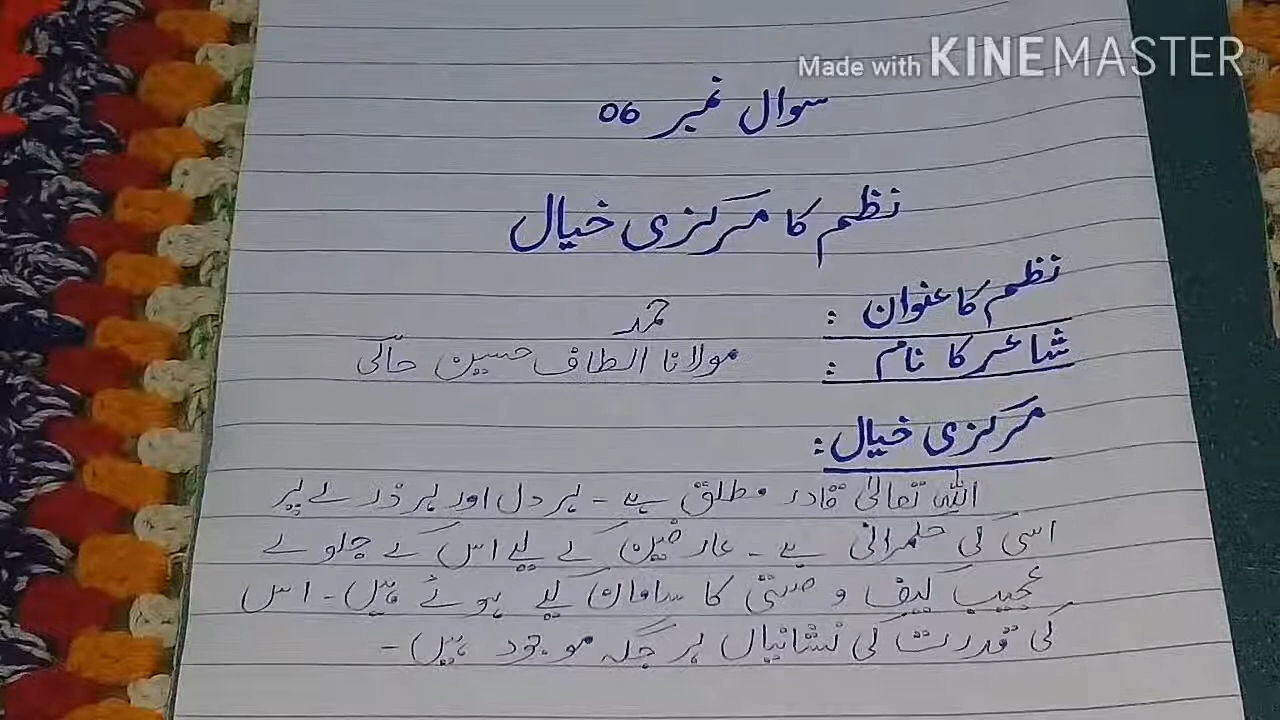 Made with KINEMASTER
سوال نمبر 06
نظم کا مرکزی خیال
نظم کا عنوان : حمد
شاعر کا نام : مولانا الطاف حسین حالی
مرکزی خیال:
اللہ تعالیٰ قادر مطلق ہے - ہر دل اور ہر ذرے پر
اسی کی حکمرانی ہے - عارفین کے لیے اس کے جلوے
عجیب کیف و مستی کا سامان لیے ہوئے ہیں - اس
کی قدرت کی نشانیاں ہر جگہ موجود ہیں -